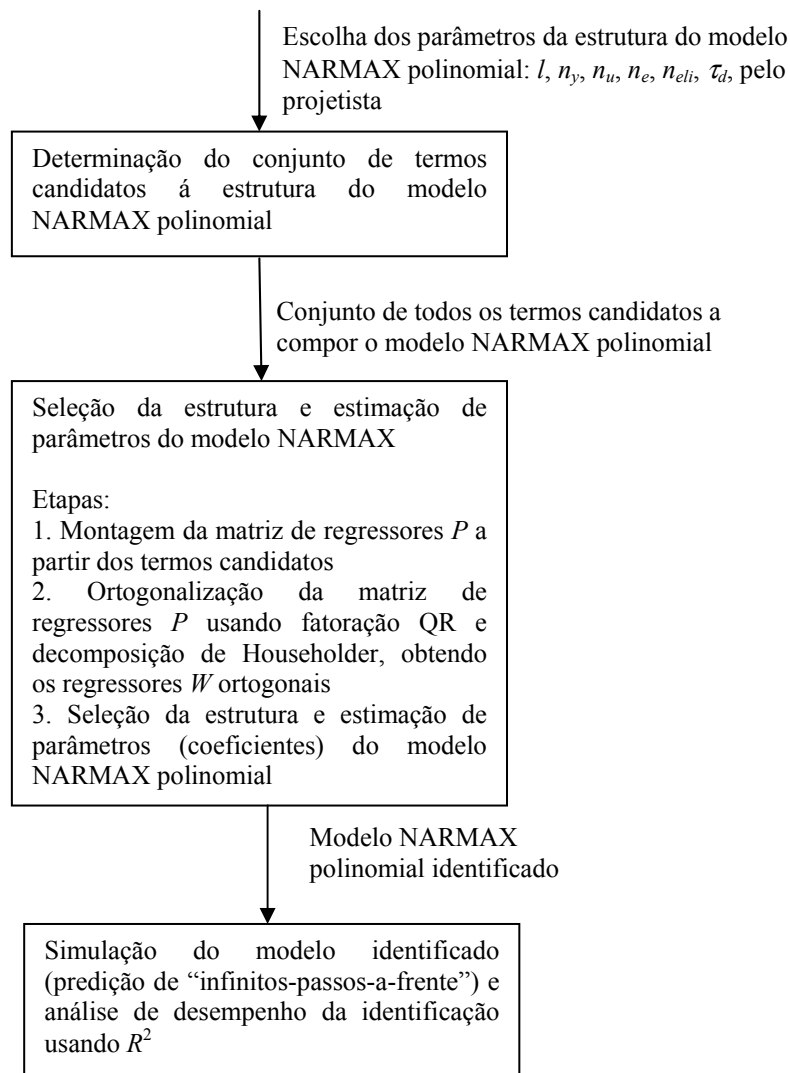 Escolha dos parâmetros da estrutura do modelo
NARMAX polinomial: l, n_y, n_u, n_e, n_eli, τ_d, pelo
projetista
Determinação do conjunto de termos
candidatos á estrutura do modelo
NARMAX polinomial
Conjunto de todos os termos candidatos a
compor o modelo NARMAX polinomial
Seleção da estrutura e estimação de
parâmetros do modelo NARMAX
Etapas:
1. Montagem da matriz de regressores P a
partir dos termos candidatos
2. Ortogonalização da matriz de
regressores P usando fatoração QR e
decomposição de Householder, obtendo
os regressores W ortogonais
3. Seleção da estrutura e estimação de
parâmetros (coeficientes) do modelo
NARMAX polinomial
Modelo NARMAX
polinomial identificado
Simulação do modelo identificado
(predição de “infinitos-passos-a-frente”) e
análise de desempenho da identificação
usando R²